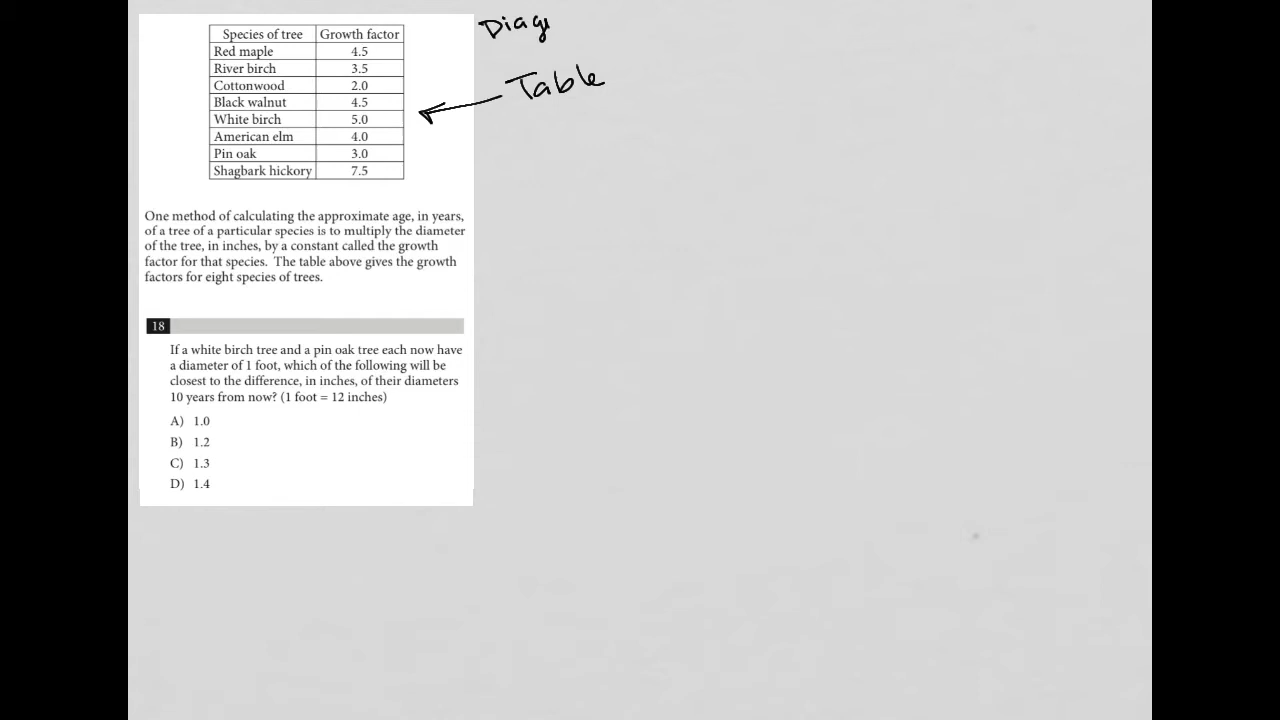 Species of tree Growth factor
Red maple 4.5
River birch 3.5
Cottonwood 2.0
Black walnut 4.5
White birch 5.0
American elm 4.0
Pin oak 3.0
Shagbark hickory 7.5
Diag
Table
One method of calculating the approximate age, in years,
of a tree of a particular species is to multiply the diameter
of the tree, in inches, by a constant called the growth
factor for that species. The table above gives the growth
factors for eight species of trees.
18
If a white birch tree and a pin oak tree each now have
a diameter of 1 foot, which of the following will be
closest to the difference, in inches, of their diameters
10 years from now? (1 foot = 12 inches)
A) 1.0
B) 1.2
C) 1.3
D) 1.4